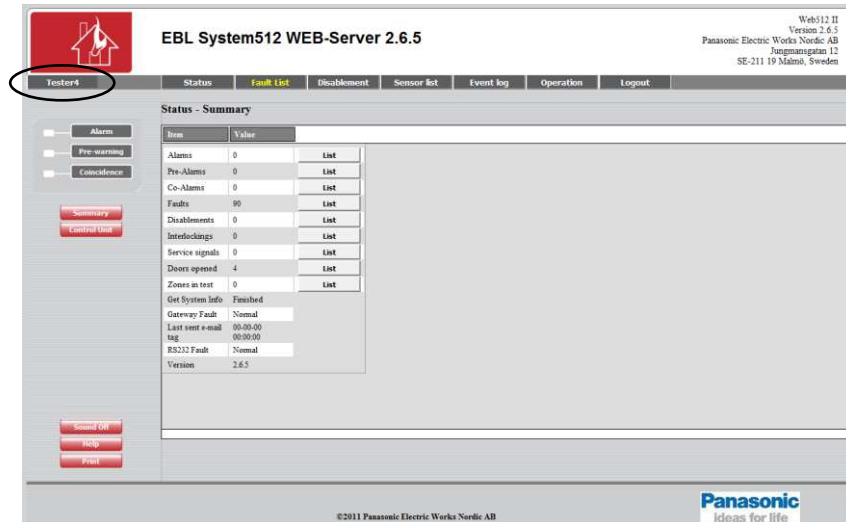 EBL System512 WEB-Server 2.6.5
Web512 II
Version 2.6.5
Panasonic Electric Works Nordic AB
Jungmansgatan 12
SE-211 19 Malmö, Sweden
Tester4
Status Fault List Disablement Sensor list Event log Operation Logout
Status - Summary
Alarm
Pre-warning
Coincidence
Summary
Control Unit
Item Value
Alarms 0 List
Pre-Alarms 0 List
Co-Alarms 0 List
Faults 90 List
Disablements 0 List
Interlockings 0 List
Service signals 0 List
Doors opened 4 List
Zones in test 0 List
Get System Info Finished
Gateway Fault Normal
Last sent e-mail tag 00-00-00 00:00:00
RS232 Fault Normal
Version 2.6.5
Sound Off
Help
Print
©2011 Panasonic Electric Works Nordic AB
Panasonic
ideas for life